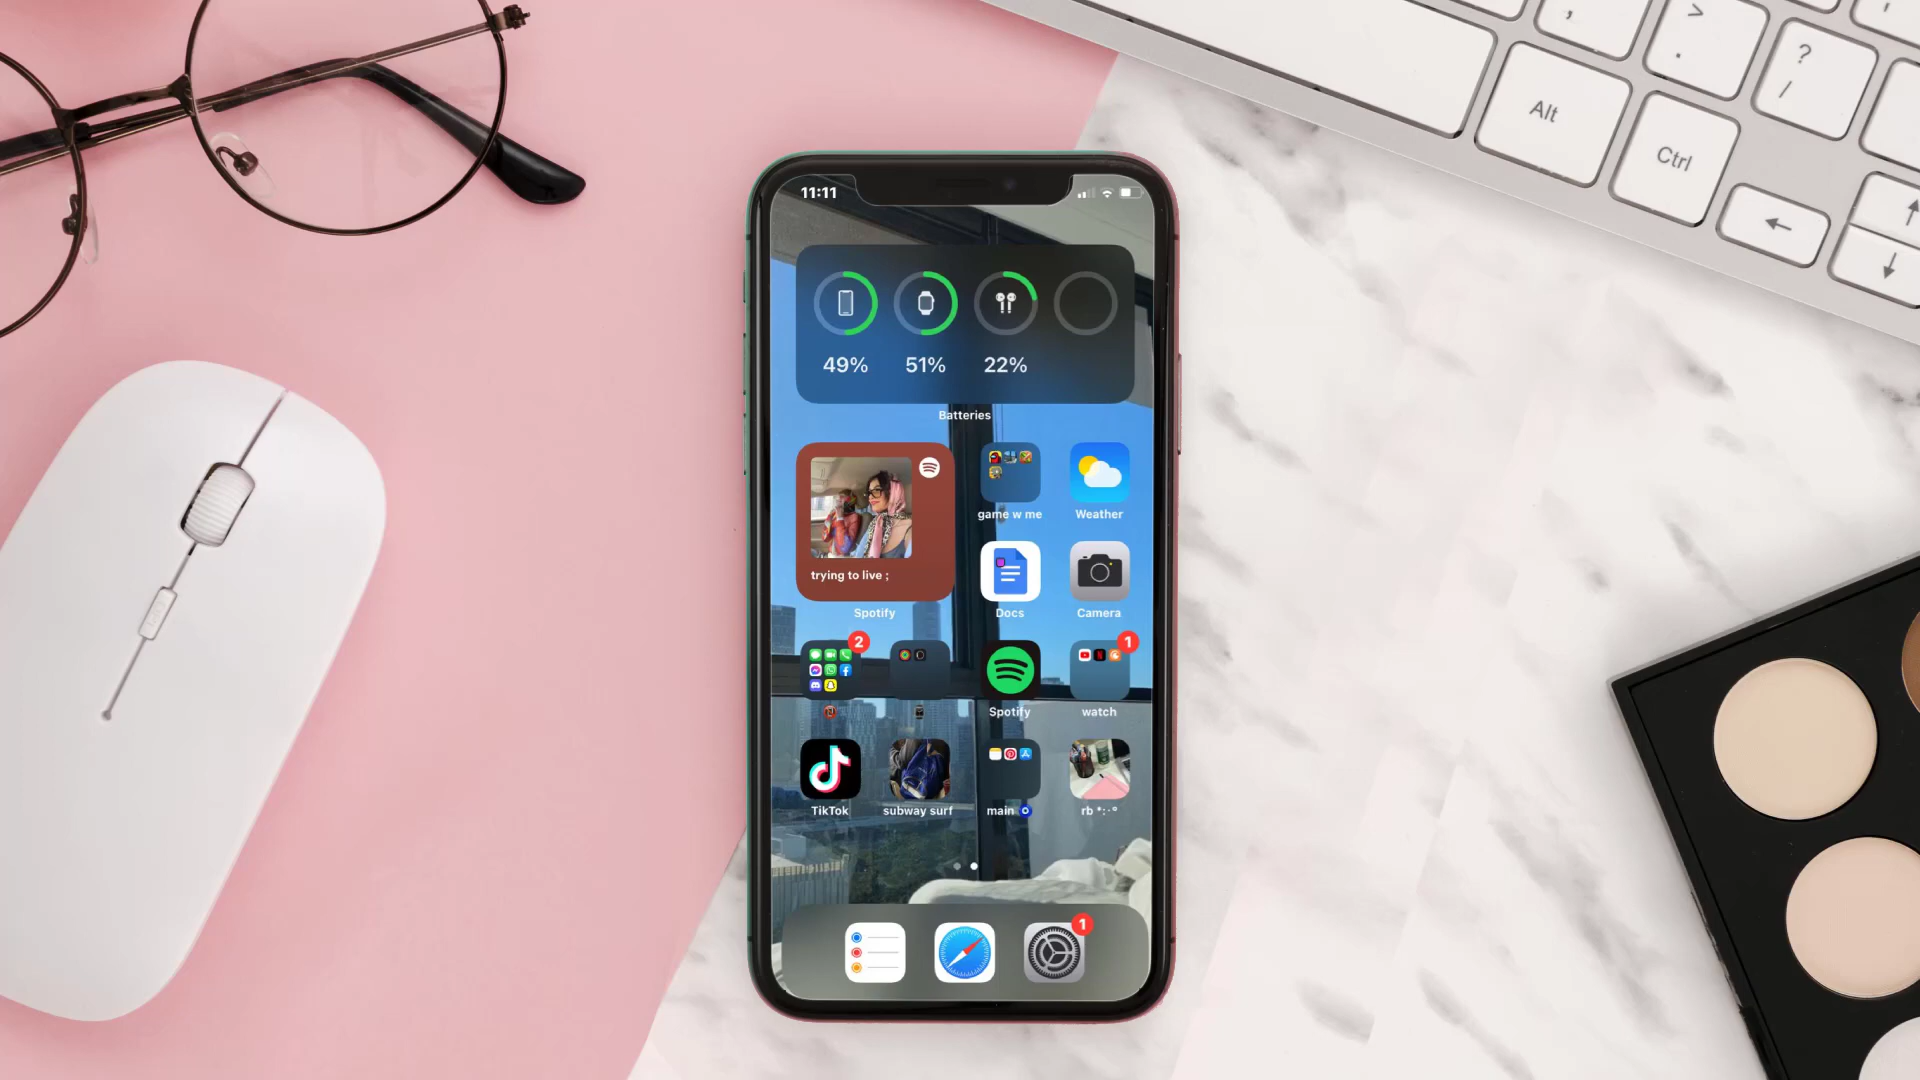 11:11
49% 51% 22%
Batteries
trying to live ;
Spotify
game w me
Weather
Docs
Camera
2
1
Spotify
watch
TikTok
subway surf
main
rb *:·°
1
Alt
Ctrl
,
>
.
?
/